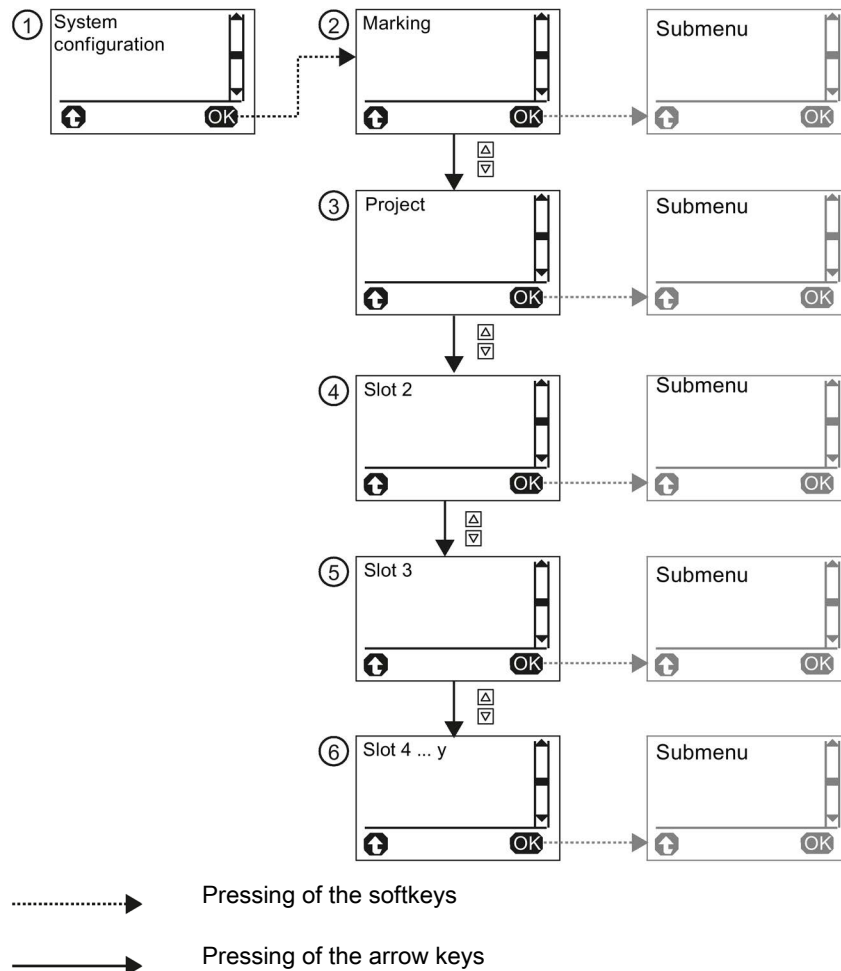 ① System
configuration
OK
② Marking
OK
Submenu
OK
③ Project
OK
Submenu
OK
④ Slot 2
OK
Submenu
OK
⑤ Slot 3
OK
Submenu
OK
⑥ Slot 4 ... y
OK
Submenu
OK
Pressing of the softkeys
Pressing of the arrow keys